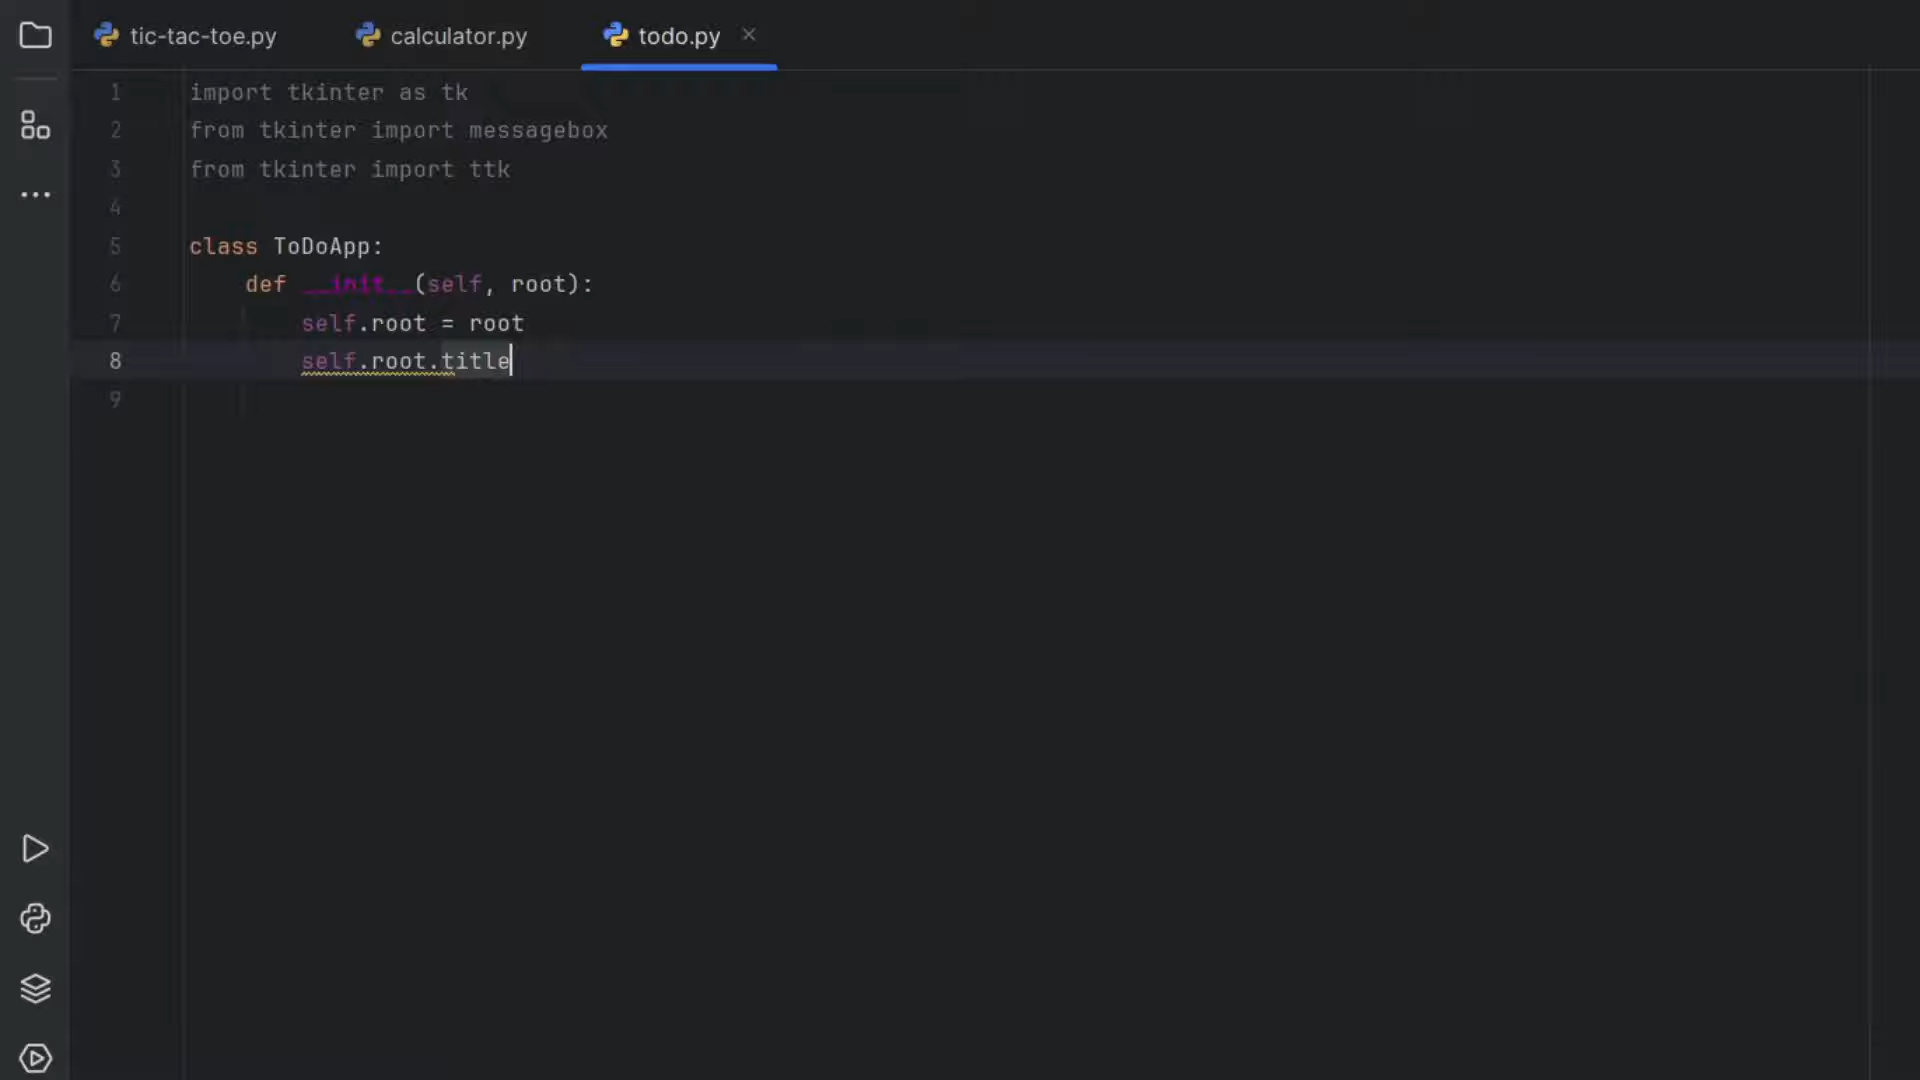 tic-tac-toe.py calculator.py todo.py
1 import tkinter as tk
2 from tkinter import messagebox
3 from tkinter import ttk
4
5 class ToDoApp:
6 def __init__(self, root):
7 self.root = root
8 self.root.title
9